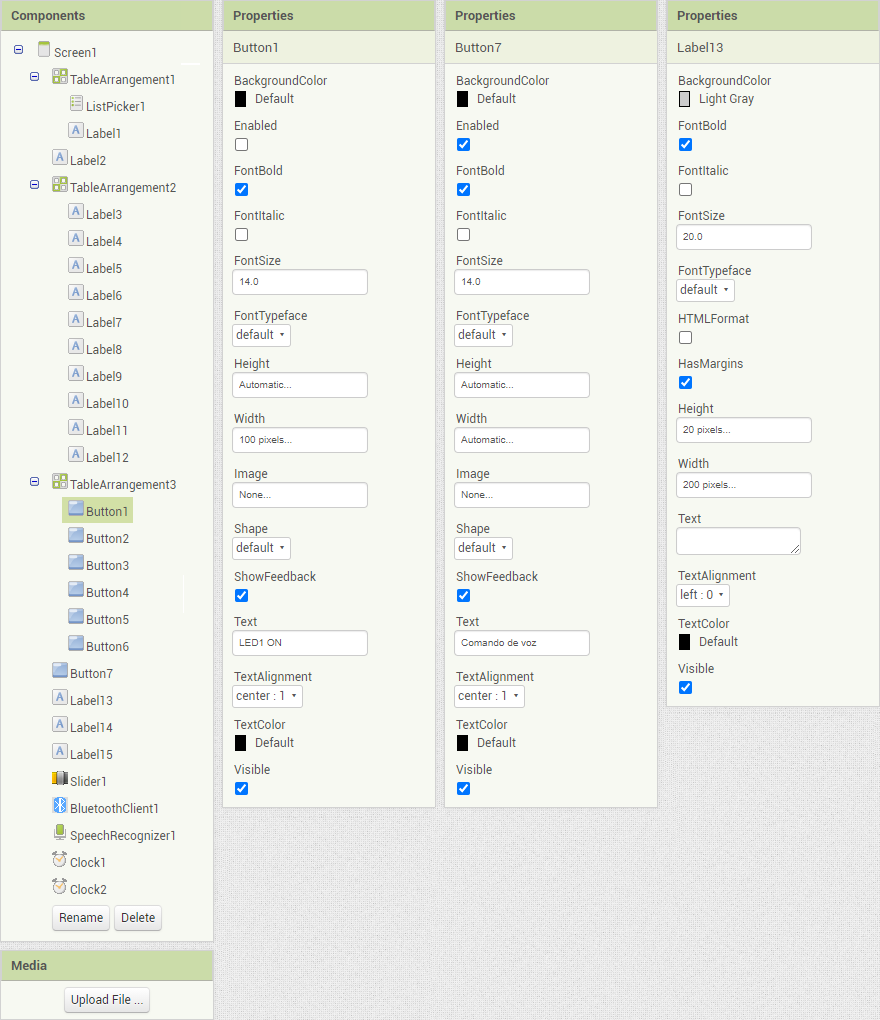 Components
Screen1
TableArrangement1
ListPicker1
Label1
Label2
TableArrangement2
Label3
Label4
Label5
Label6
Label7
Label8
Label9
Label10
Label11
Label12
TableArrangement3
Button1
Button2
Button3
Button4
Button5
Button6
Button7
Label13
Label14
Label15
Slider1
BluetoothClient1
SpeechRecognizer1
Clock1
Clock2
Rename Delete
Media
Upload File ...
Properties
Button1
BackgroundColor
Default
Enabled
FontBold
FontItalic
FontSize
14.0
FontTypeface
default
Height
Automatic...
Width
100 pixels...
Image
None...
Shape
default
ShowFeedback
Text
LED1 ON
TextAlignment
center : 1
TextColor
Default
Visible
Properties
Button7
BackgroundColor
Default
Enabled
FontBold
FontItalic
FontSize
14.0
FontTypeface
default
Height
Automatic...
Width
Automatic...
Image
None...
Shape
default
ShowFeedback
Text
Comando de voz
TextAlignment
center : 1
TextColor
Default
Visible
Properties
Label13
BackgroundColor
Light Gray
FontBold
FontItalic
FontSize
20.0
FontTypeface
default
HTMLFormat
HasMargins
Height
20 pixels...
Width
200 pixels...
Text
TextAlignment
left : 0
TextColor
Default
Visible